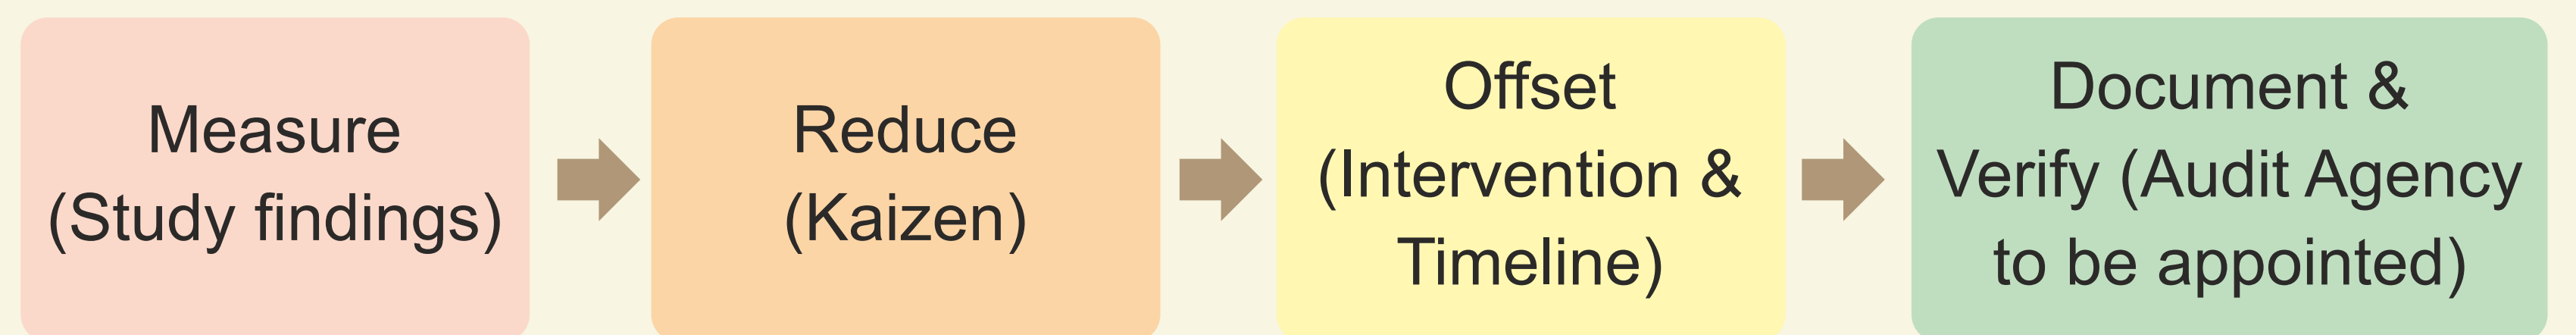 Measure
(Study findings)
Reduce
(Kaizen)
Offset
(Intervention &
Timeline)
Document &
Verify (Audit Agency
to be appointed)